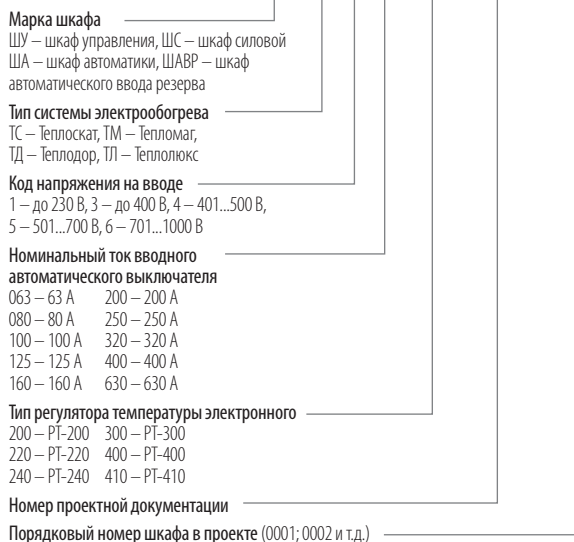 Марка шкафа
ШУ – шкаф управления, ШС – шкаф силовой
ША – шкаф автоматики, ШАВР – шкаф
автоматического ввода резерва
Тип системы электрообогрева
ТС – Теплоскат, ТМ – Тепломаг,
ТД – Теплодор, ТЛ – Теплолюкс
Код напряжения на вводе
1 – до 230 В, 3 – до 400 В, 4 – 401...500 В,
5 – 501...700 В, 6 – 701...1000 В
Номинальный ток вводного
автоматического выключателя
063 – 63 А 200 – 200 А
080 – 80 А 250 – 250 А
100 – 100 А 320 – 320 А
125 – 125 А 400 – 400 А
160 – 160 А 630 – 630 А
Тип регулятора температуры электронного
200 – РТ-200 300 – РТ-300
220 – РТ-220 400 – РТ-400
240 – РТ-240 410 – РТ-410
Номер проектной документации
Порядковый номер шкафа в проекте (0001; 0002 и т.д.)